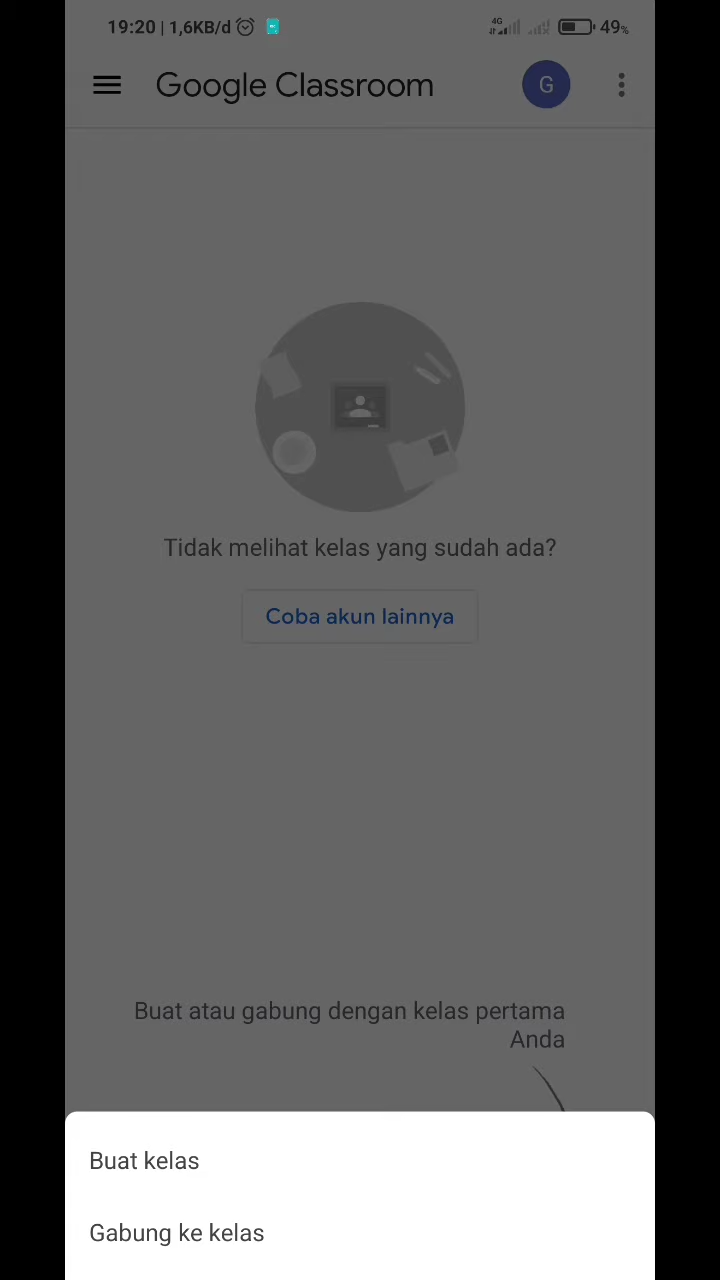 19:20 | 1,6KB/d
4G
49%
Google Classroom
G
Tidak melihat kelas yang sudah ada?
Coba akun lainnya
Buat atau gabung dengan kelas pertama
Anda
Buat kelas
Gabung ke kelas